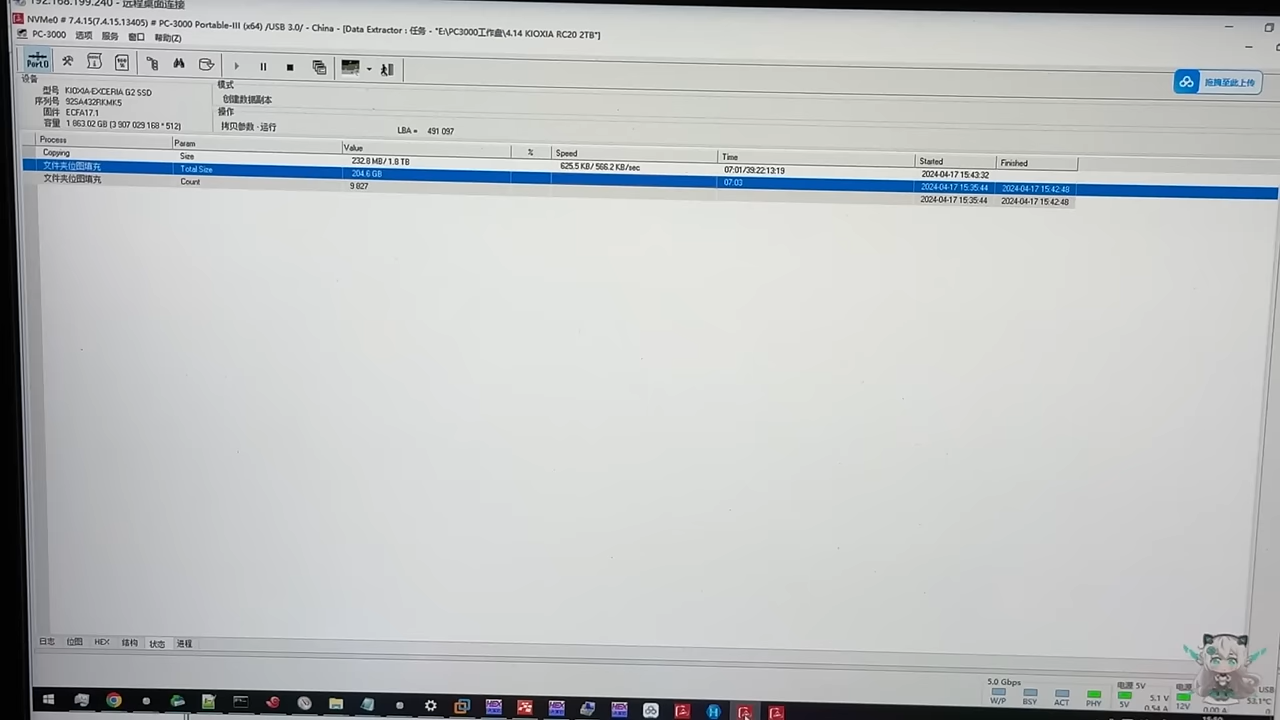 192.168.199.240 - 远程桌面连接
NVMe0 # 7.4.15(7.4.15.13405) # PC-3000 Portable-III (x64) /USB 3.0/ - China - [Data Extractor : 任务 - "E:\PC3000工作盘\4.14 KIOXIA RC20 2TB"]
PC-3000 选项 服务 窗口 帮助(Z)
Port0
拖拽至此上传
设备
型号 KIOXIA-EXCERIA G2 SSD
序列号 92SA432RKMK5
固件 ECFA17.1
容量 1 863.02 GB (3 907 029 168 * 512)
模式
创建数据副本
操作
拷贝参数 - 运行
LBA = 491 097
Process Param Value % Speed Time Started Finished
Copying Size 232.8 MB / 1.8 TB 625.5 KB/ 566.2 KB/sec 07:01/39:22:13:19 2024-04-17 15:43:32
文件夹位图填充 Total Size 204.6 GB 07:03 2024-04-17 15:35:44 2024-04-17 15:42:48
文件夹位图填充 Count 9 827 2024-04-17 15:35:44 2024-04-17 15:42:48
日志 位图 HEX 结构 状态 进程
5.0 Gbps
W/P BSY ACT PHY
电源 5V
5V 5.1 V
0.54 A
电源
12V
0.00 A
USB
53.1°C